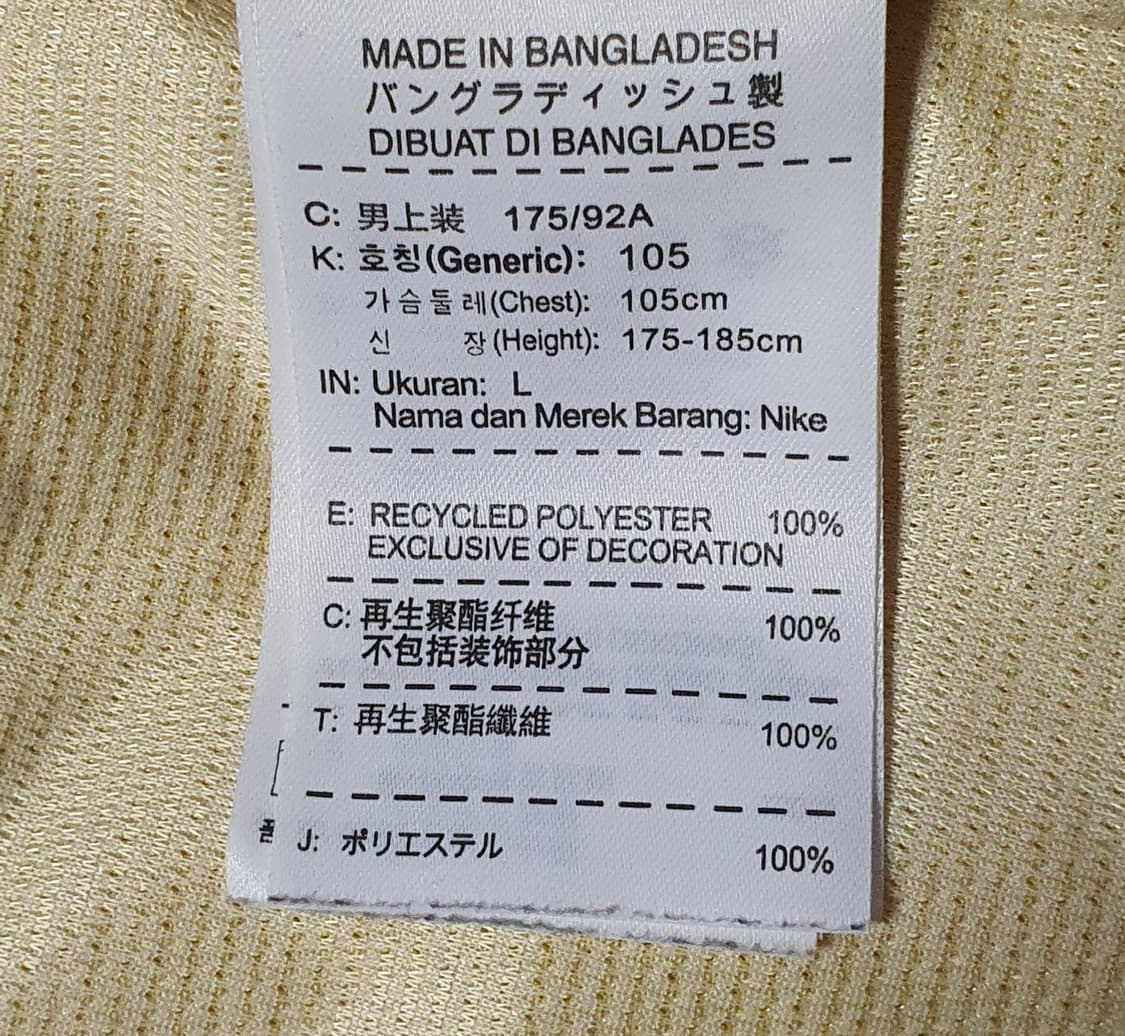 MADE IN BANGLADESH
バングラディッシュ製
DIBUAT DI BANGLADES
C: 男上装 175/92A
K: 호칭(Generic): 105
가슴둘레(Chest): 105cm
신 장(Height): 175-185cm
IN: Ukuran: L
Nama dan Merek Barang: Nike
E: RECYCLED POLYESTER 100%
EXCLUSIVE OF DECORATION
C: 再生聚酯纤维 100%
不包括装饰部分
T: 再生聚酯纖維 100%
J: ポリエステル 100%